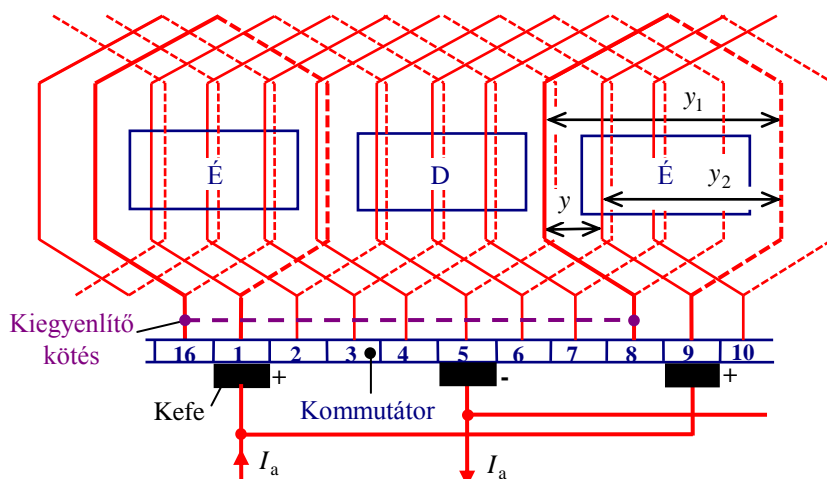 y1
É
D
É
y2
y
Kiegyenlítő
kötés
16 1 2 3 4 5 6 7 8 9 10
+
-
+
Kefe
Kommutátor
Ia
Ia